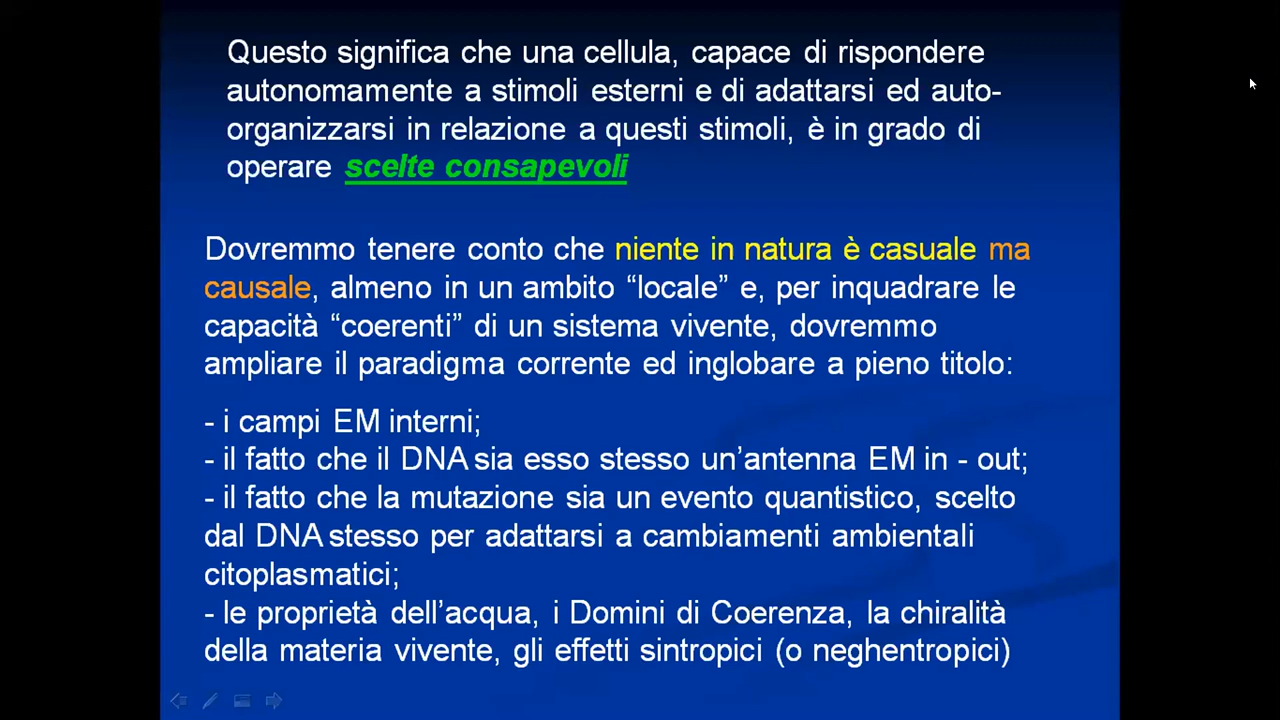 Questo significa che una cellula, capace di rispondere
autonomamente a stimoli esterni e di adattarsi ed auto-
organizzarsi in relazione a questi stimoli, è in grado di
operare scelte consapevoli
Dovremmo tenere conto che niente in natura è casuale ma
causale, almeno in un ambito “locale” e, per inquadrare le
capacità “coerenti” di un sistema vivente, dovremmo
ampliare il paradigma corrente ed inglobare a pieno titolo:
- i campi EM interni;
- il fatto che il DNA sia esso stesso un’antenna EM in - out;
- il fatto che la mutazione sia un evento quantistico, scelto
dal DNA stesso per adattarsi a cambiamenti ambientali
citoplasmatici;
- le proprietà dell’acqua, i Domini di Coerenza, la chiralità
della materia vivente, gli effetti sintropici (o neghentropici)